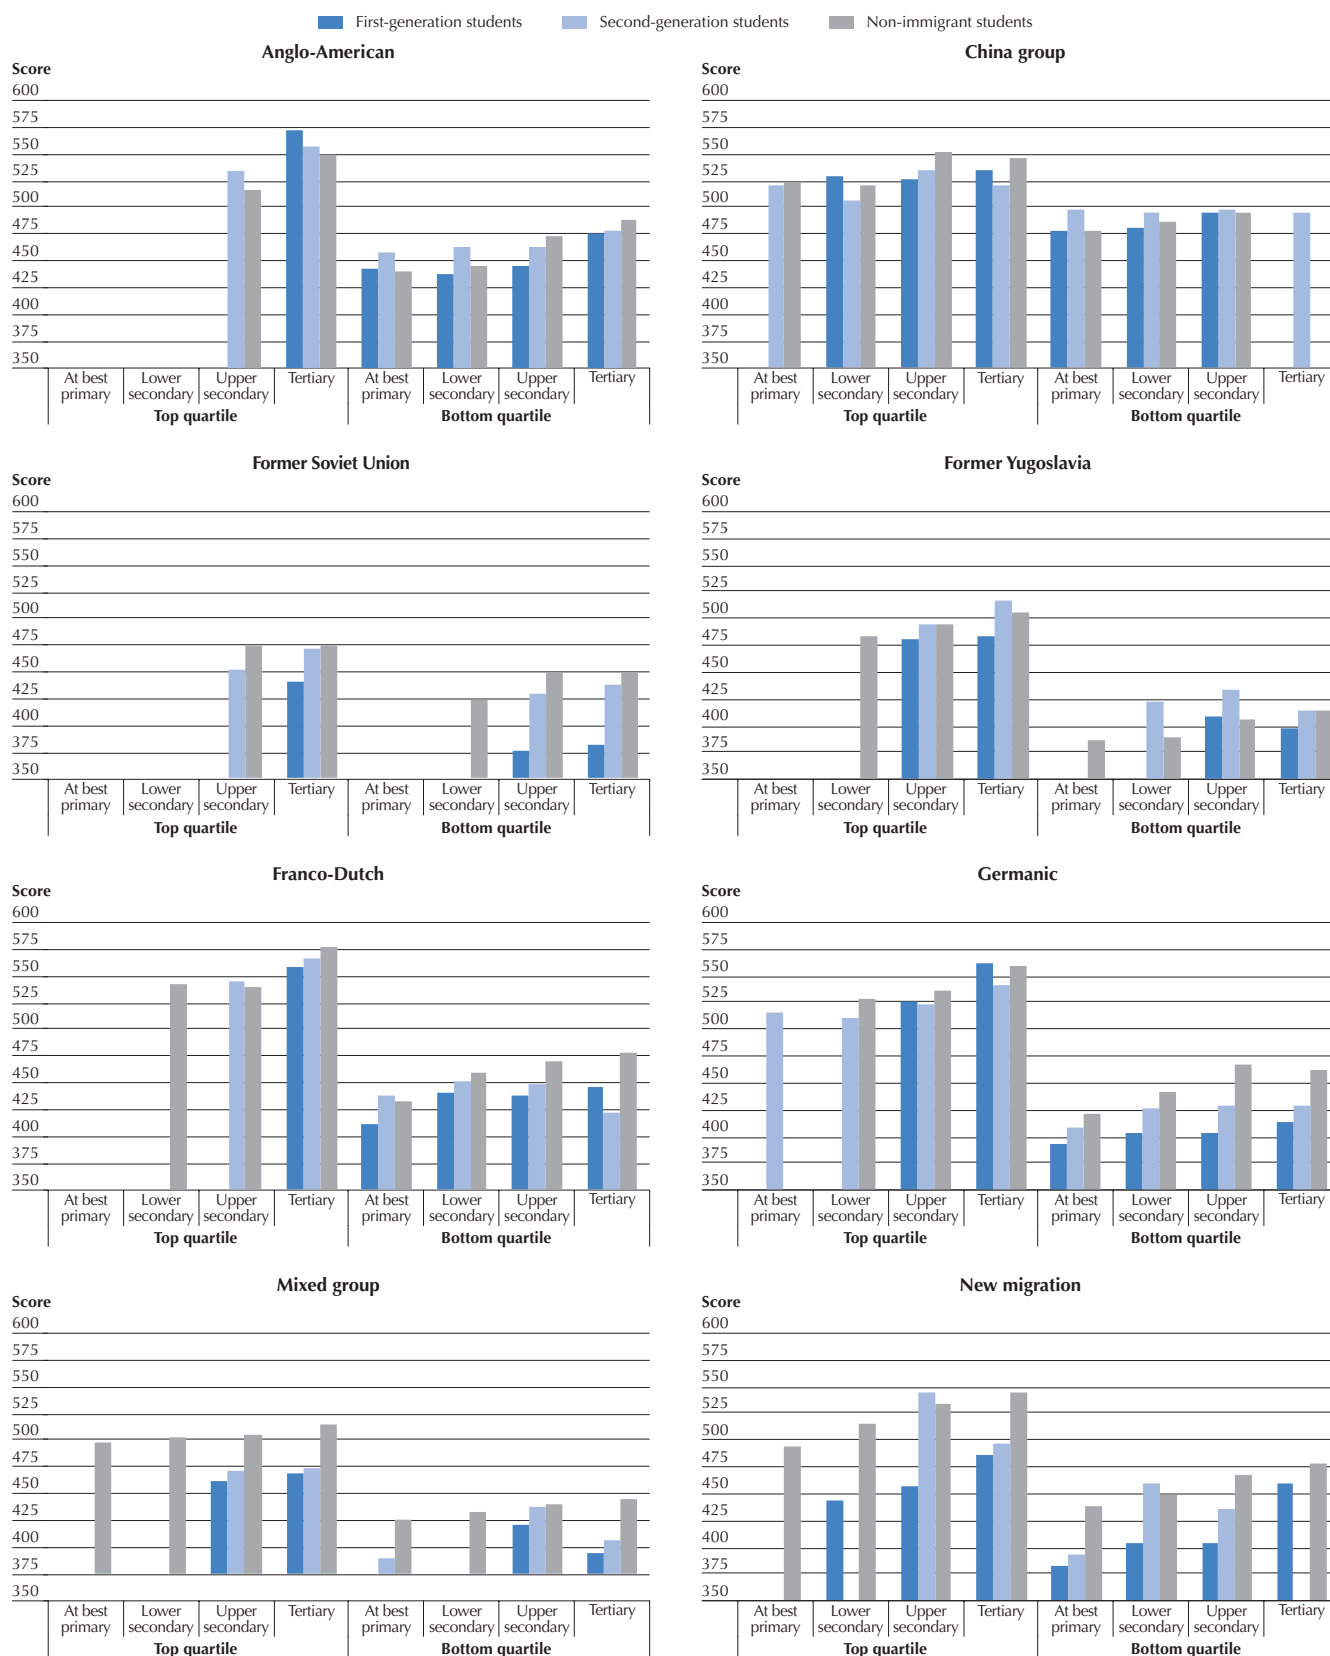 First-generation students Second-generation students Non-immigrant students
Anglo-American
Score
600
575
550
525
500
475
450
425
400
375
350
At best primary
Lower secondary
Upper secondary
Tertiary
At best primary
Lower secondary
Upper secondary
Tertiary
Top quartile
Bottom quartile
China group
Score
600
575
550
525
500
475
450
425
400
375
350
At best primary
Lower secondary
Upper secondary
Tertiary
At best primary
Lower secondary
Upper secondary
Tertiary
Top quartile
Bottom quartile
Former Soviet Union
Score
600
575
550
525
500
475
450
425
400
375
350
At best primary
Lower secondary
Upper secondary
Tertiary
At best primary
Lower secondary
Upper secondary
Tertiary
Top quartile
Bottom quartile
Former Yugoslavia
Score
600
575
550
525
500
475
450
425
400
375
350
At best primary
Lower secondary
Upper secondary
Tertiary
At best primary
Lower secondary
Upper secondary
Tertiary
Top quartile
Bottom quartile
Franco-Dutch
Score
600
575
550
525
500
475
450
425
400
375
350
At best primary
Lower secondary
Upper secondary
Tertiary
At best primary
Lower secondary
Upper secondary
Tertiary
Top quartile
Bottom quartile
Germanic
Score
600
575
550
525
500
475
450
425
400
375
350
At best primary
Lower secondary
Upper secondary
Tertiary
At best primary
Lower secondary
Upper secondary
Tertiary
Top quartile
Bottom quartile
Mixed group
Score
600
575
550
525
500
475
450
425
400
375
350
At best primary
Lower secondary
Upper secondary
Tertiary
At best primary
Lower secondary
Upper secondary
Tertiary
Top quartile
Bottom quartile
New migration
Score
600
575
550
525
500
475
450
425
400
375
350
At best primary
Lower secondary
Upper secondary
Tertiary
At best primary
Lower secondary
Upper secondary
Tertiary
Top quartile
Bottom quartile